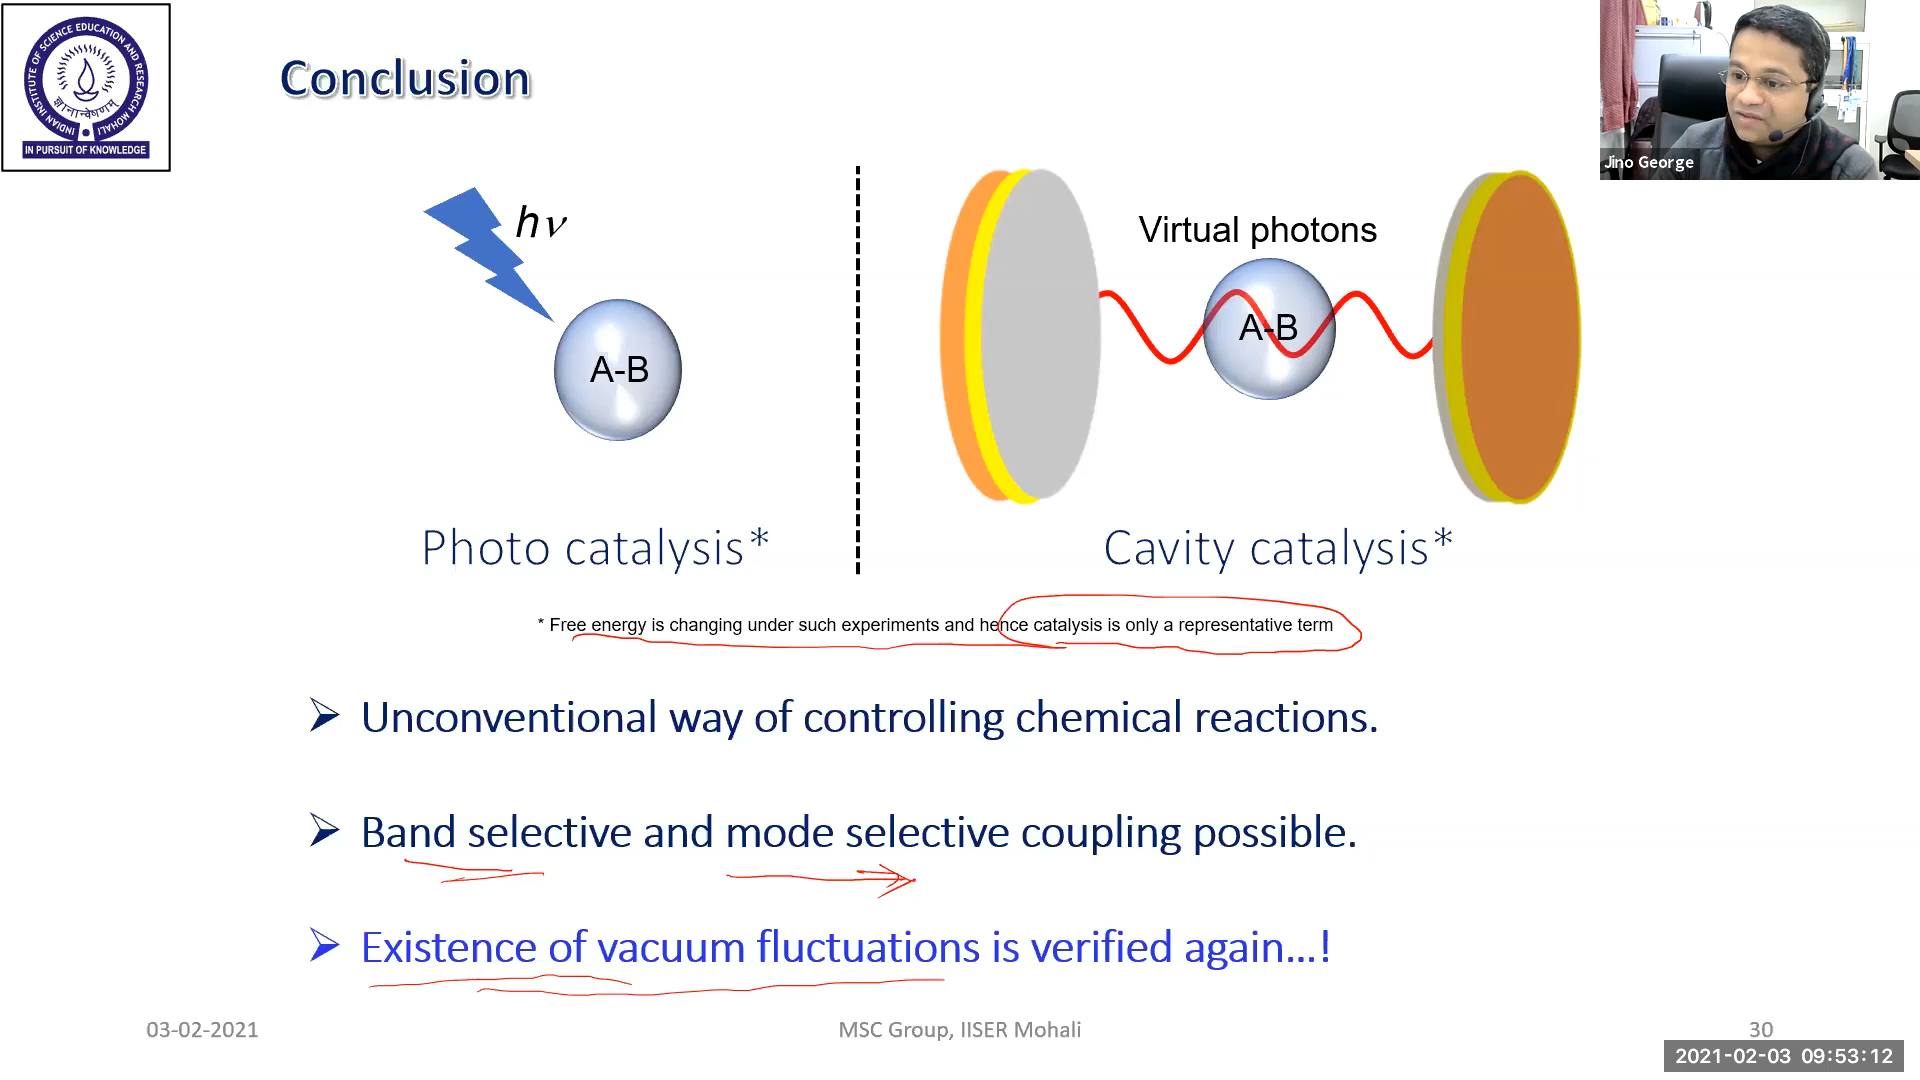 INDIAN INSTITUTE OF SCIENCE EDUCATION AND RESEARCH MOHALI
ज्ञानान्वेषणम्
IN PURSUIT OF KNOWLEDGE
Conclusion
Jino George
hν
A-B
Photo catalysis*
Virtual photons
A-B
Cavity catalysis*
* Free energy is changing under such experiments and hence catalysis is only a representative term
➢ Unconventional way of controlling chemical reactions.
➢ Band selective and mode selective coupling possible.
➢ Existence of vacuum fluctuations is verified again...!
03-02-2021
MSC Group, IISER Mohali
30
2021-02-03 09:53:12